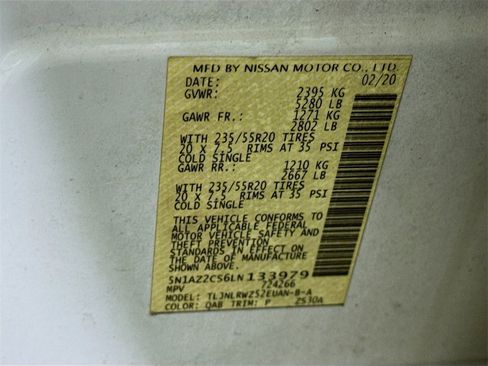 MFD BY NISSAN MOTOR CO., LTD.
DATE: 02/20
GVWR: 2395 KG
5280 LB
GAWR FR.: 1271 KG
2802 LB
WITH 235/55R20 TIRES
20 X 7.5 RIMS AT 35 PSI
COLD SINGLE
GAWR RR.: 1210 KG
2667 LB
WITH 235/55R20 TIRES
20 X 7.5 RIMS AT 35 PSI
COLD SINGLE
THIS VEHICLE CONFORMS TO
ALL APPLICABLE FEDERAL
MOTOR VEHICLE SAFETY AND
THEFT PREVENTION
STANDARDS IN EFFECT ON
THE DATE OF MANUFACTURE
SHOWN ABOVE.
5N1AZ2CS6LN133979
MPV 724266
MODEL: TLJNLRWZ52EUAN-B-A
COLOR: QAB TRIM: P ZS30A